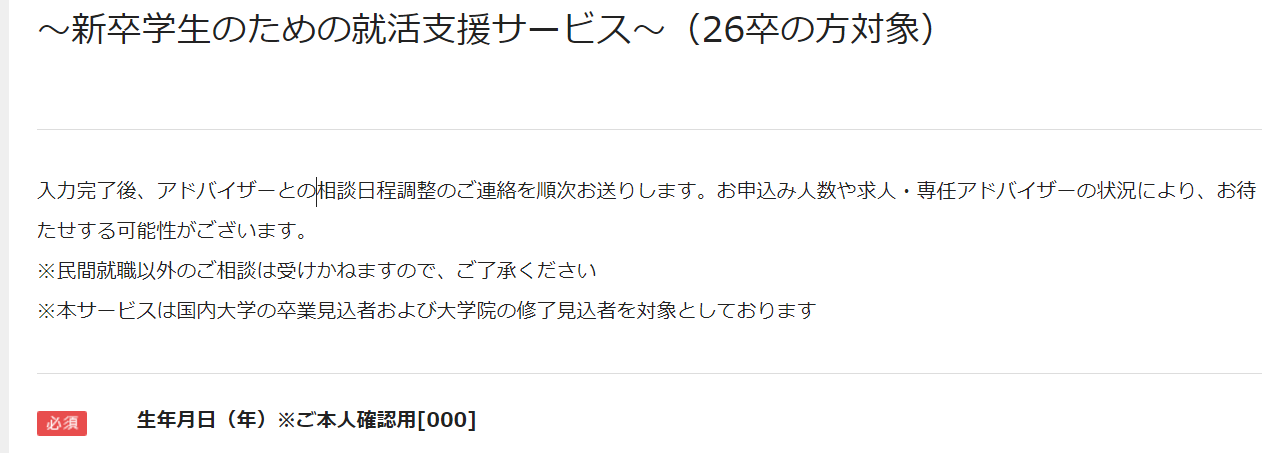 ～新卒学生のための就活支援サービス～（26卒の方対象）
入力完了後、アドバイザーとの相談日程調整のご連絡を順次お送りします。お申込み人数や求人・専任アドバイザーの状況により、お待
たせする可能性がございます。
※民間就職以外のご相談は受けかねますので、ご了承ください
※本サービスは国内大学の卒業見込者および大学院の修了見込者を対象としております
必須 生年月日（年）※ご本人確認用[000]